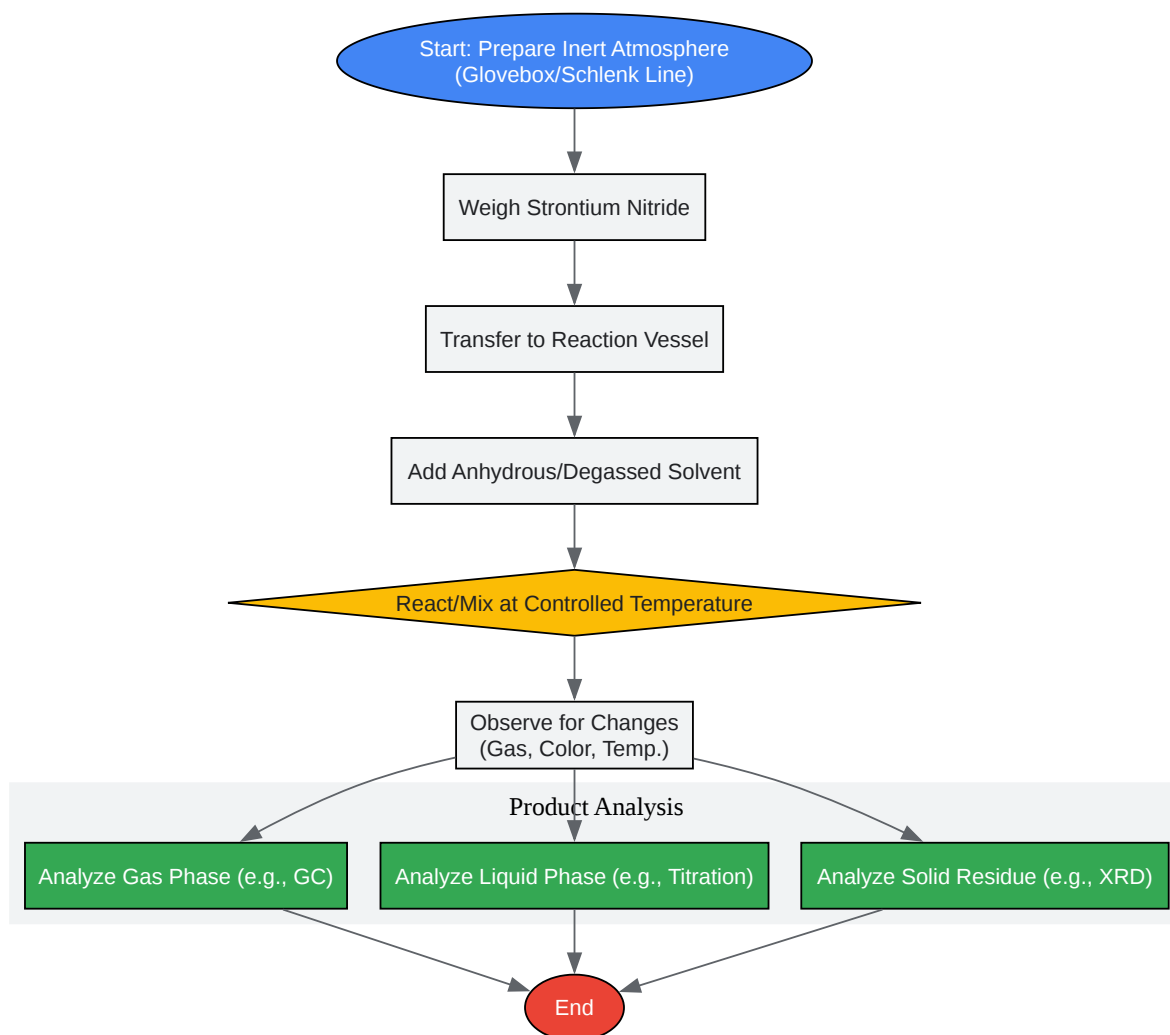 Start: Prepare Inert Atmosphere
(Glovebox/Schlenk Line)
Weigh Strontium Nitride
Transfer to Reaction Vessel
Add Anhydrous/Degassed Solvent
React/Mix at Controlled Temperature
Observe for Changes
(Gas, Color, Temp.)
Product Analysis
Analyze Gas Phase (e.g., GC)
Analyze Liquid Phase (e.g., Titration)
Analyze Solid Residue (e.g., XRD)
End